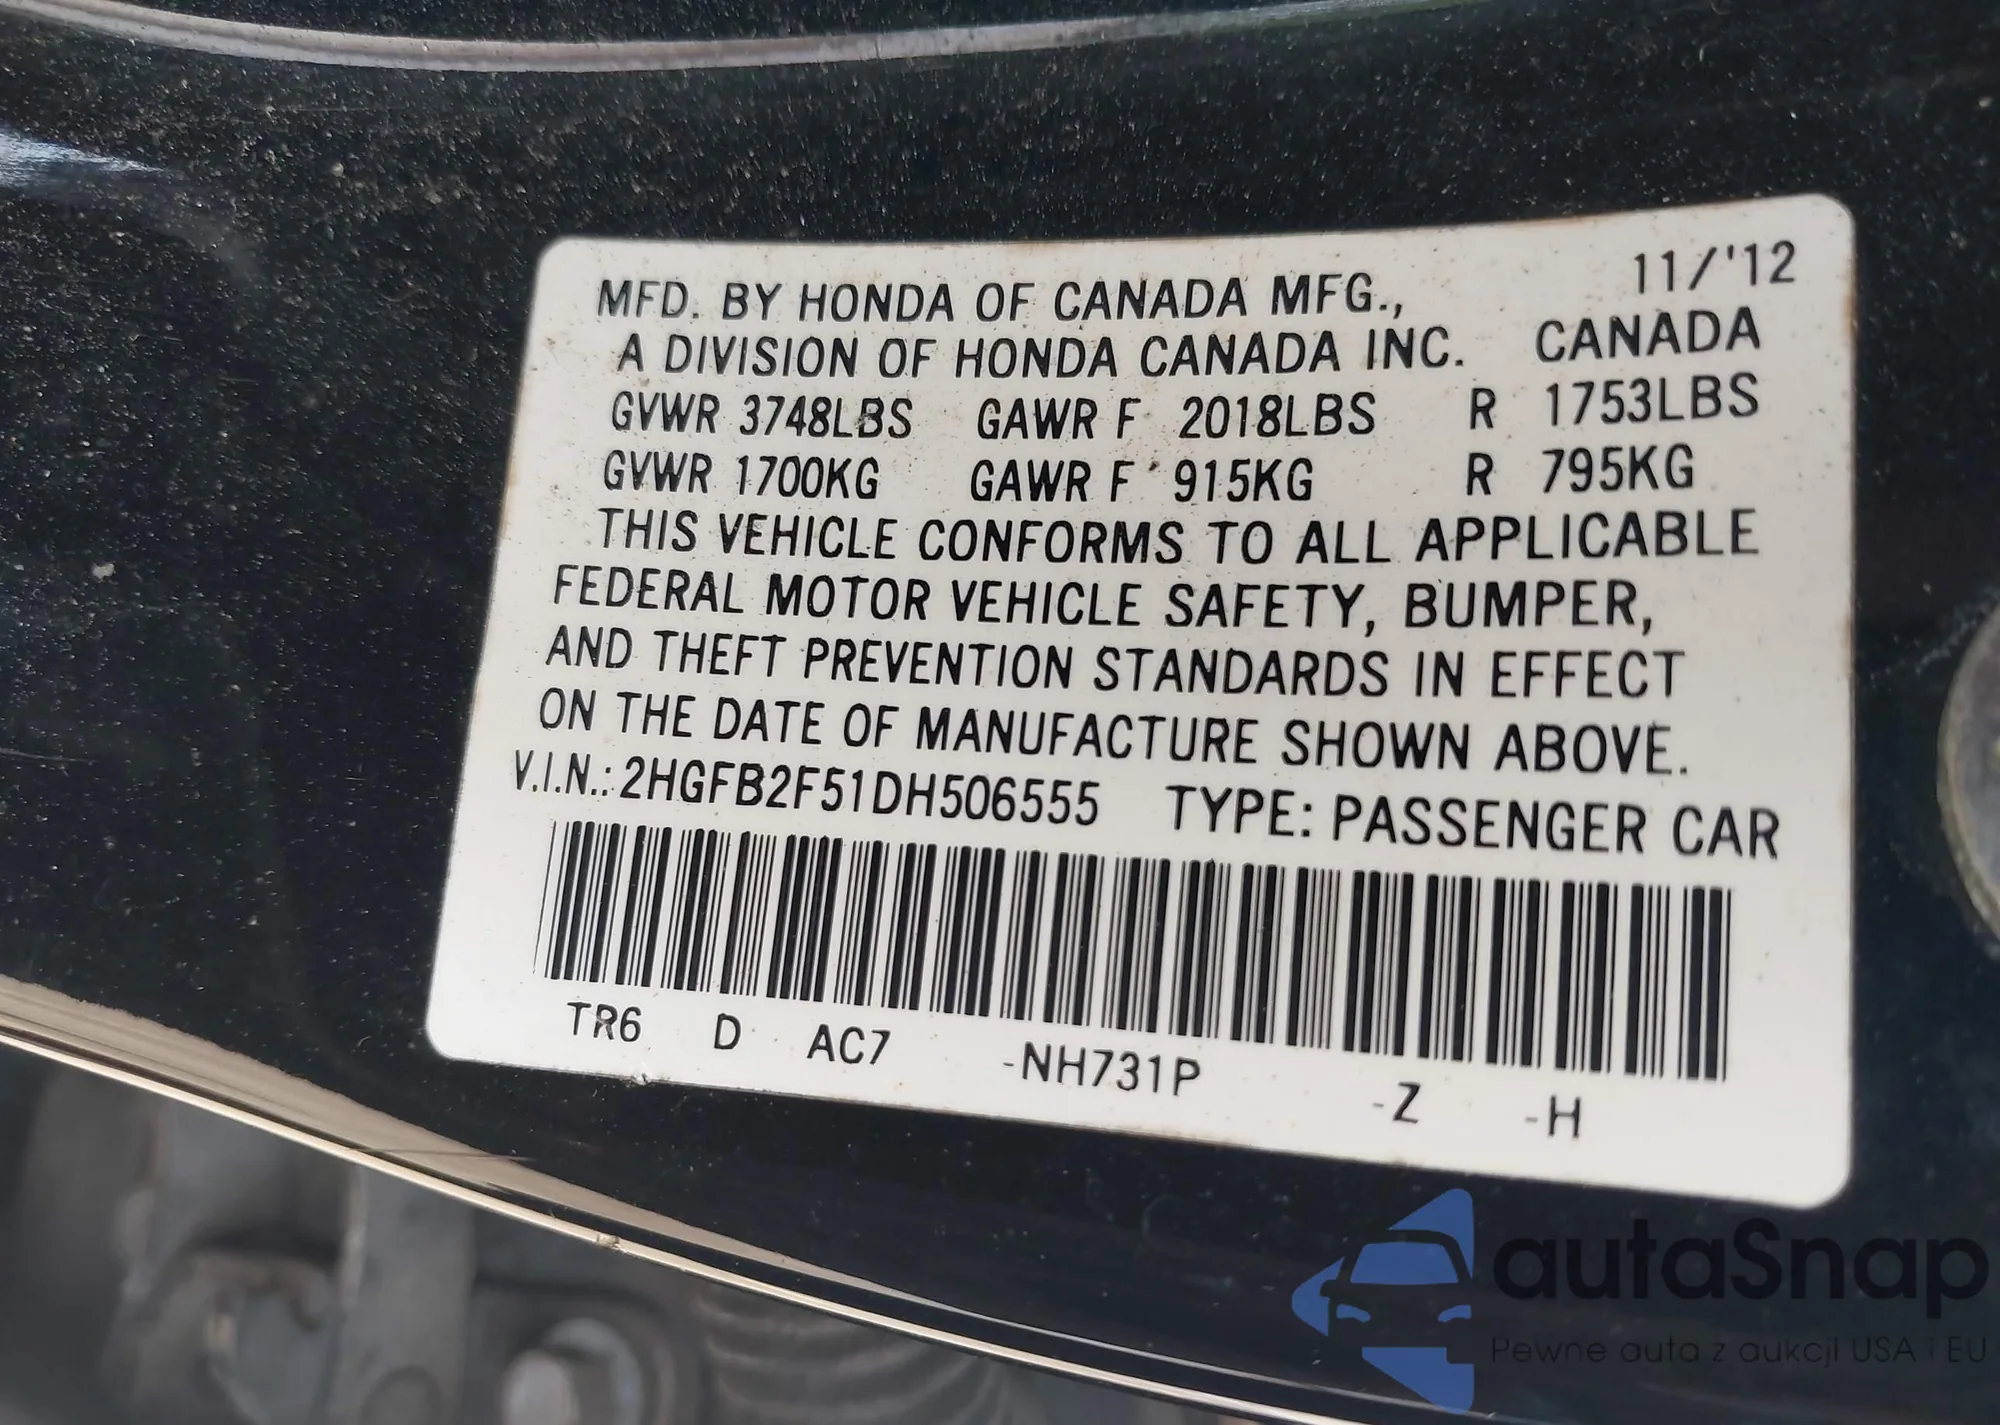 11/'12
MFD. BY HONDA OF CANADA MFG.,
A DIVISION OF HONDA CANADA INC. CANADA
GVWR 3748LBS GAWR F 2018LBS R 1753LBS
GVWR 1700KG GAWR F 915KG R 795KG
THIS VEHICLE CONFORMS TO ALL APPLICABLE
FEDERAL MOTOR VEHICLE SAFETY, BUMPER,
AND THEFT PREVENTION STANDARDS IN EFFECT
ON THE DATE OF MANUFACTURE SHOWN ABOVE.
V.I.N.: 2HGFB2F51DH506555 TYPE: PASSENGER CAR
TR6 D AC7 -NH731P -Z -H
autaSnap
Pewne auta z aukcji USA i EU